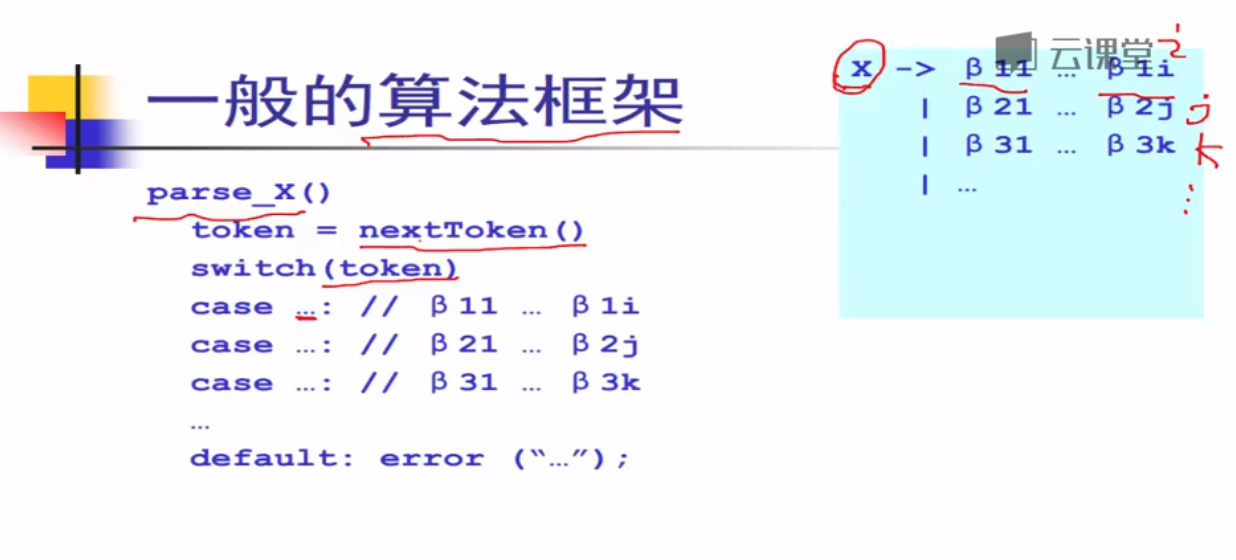 云课堂
一般的算法框架
X -> β11 … β1i i
| β21 … β2j j
| β31 … β3k k
| … ⋮
parse_X()
token = nextToken()
switch(token)
case …: // β11 … β1i
case …: // β21 … β2j
case …: // β31 … β3k
…
default: error (“…”);